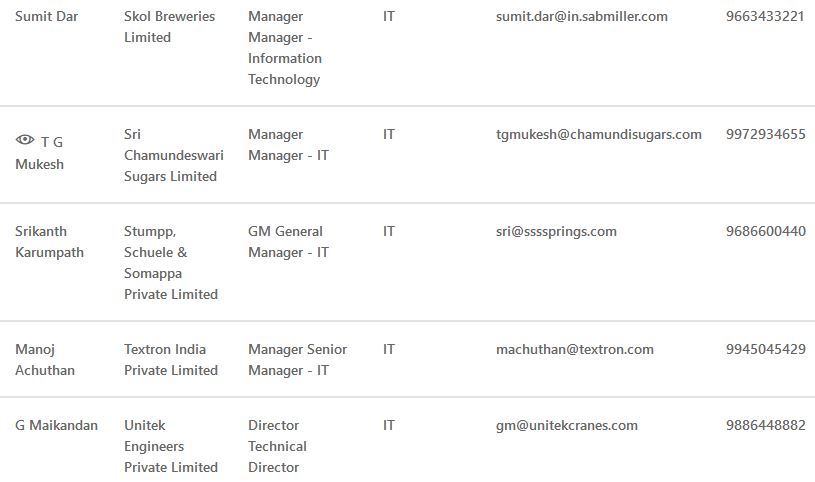 Sumit Dar Skol Breweries Manager IT sumit.dar@in.sabmiller.com 9663433221
Limited Manager -
Information
Technology
T G Sri Manager IT tgmukesh@chamundisugars.com 9972934655
Mukesh Chamundeswari Manager - IT
Sugars Limited
Srikanth Stumpp, GM General IT sri@ssssprings.com 9686600440
Karumpath Schuele & Manager - IT
Somappa
Private Limited
Manoj Textron India Manager Senior IT machuthan@textron.com 9945045429
Achuthan Private Limited Manager - IT
G Maikandan Unitek Director IT gm@unitekcranes.com 9886448882
Engineers Technical
Private Limited Director